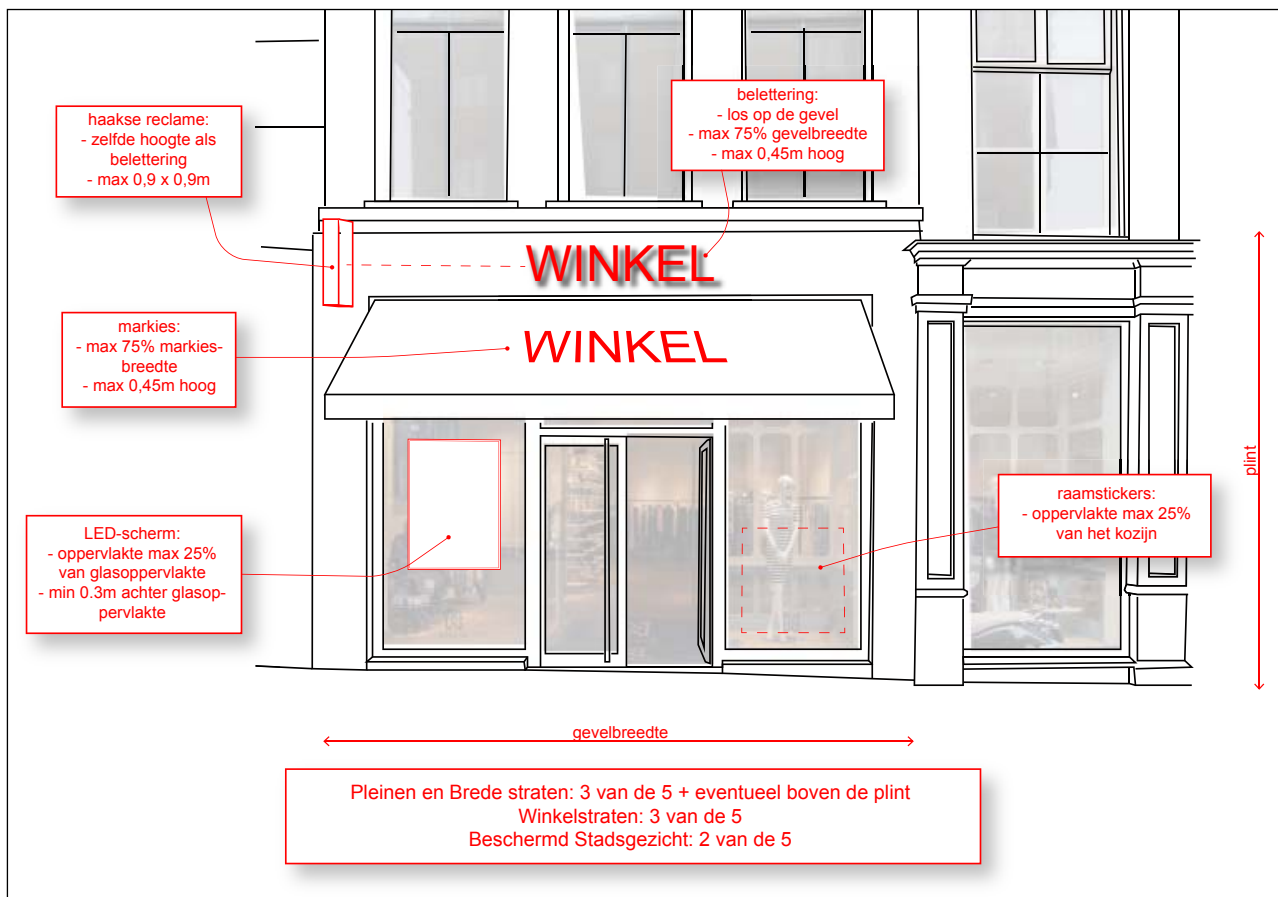 haakse reclame:
- zelfde hoogte als
belettering
- max 0,9 x 0,9m
belettering:
- los op de gevel
- max 75% gevelbreedte
- max 0,45m hoog
WINKEL
markies:
- max 75% markies-
breedte
- max 0,45m hoog
WINKEL
plint
LED-scherm:
- oppervlakte max 25%
van glasoppervlakte
- min 0.3m achter glasop-
pervlakte
raamstickers:
- oppervlakte max 25%
van het kozijn
gevelbreedte
Pleinen en Brede straten: 3 van de 5 + eventueel boven de plint
Winkelstraten: 3 van de 5
Beschermd Stadsgezicht: 2 van de 5